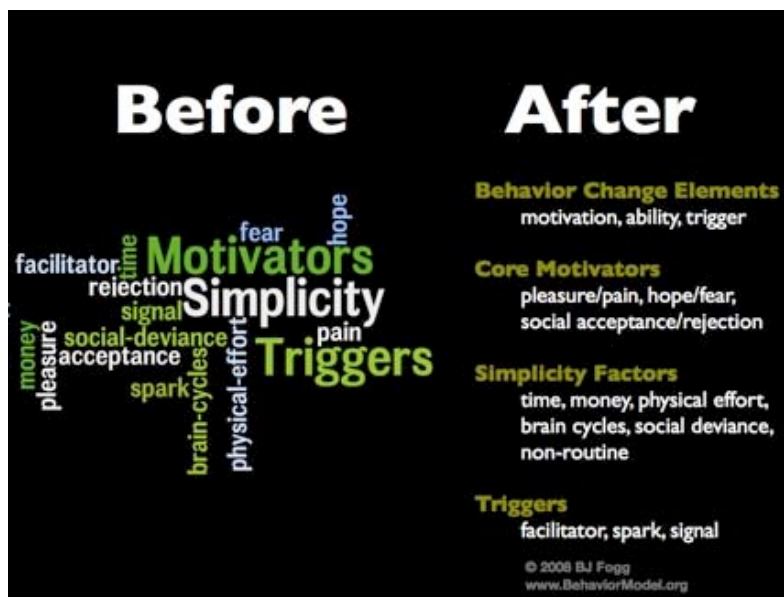 Before
After
hope
fear
time
Motivators
facilitator
rejection
Simplicity
signal
pain
social-deviance
Triggers
money
pleasure
acceptance
spark
brain-cycles
physical-effort
Behavior Change Elements
motivation, ability, trigger
Core Motivators
pleasure/pain, hope/fear,
social acceptance/rejection
Simplicity Factors
time, money, physical effort,
brain cycles, social deviance,
non-routine
Triggers
facilitator, spark, signal
© 2008 BJ Fogg
www.BehaviorModel.org